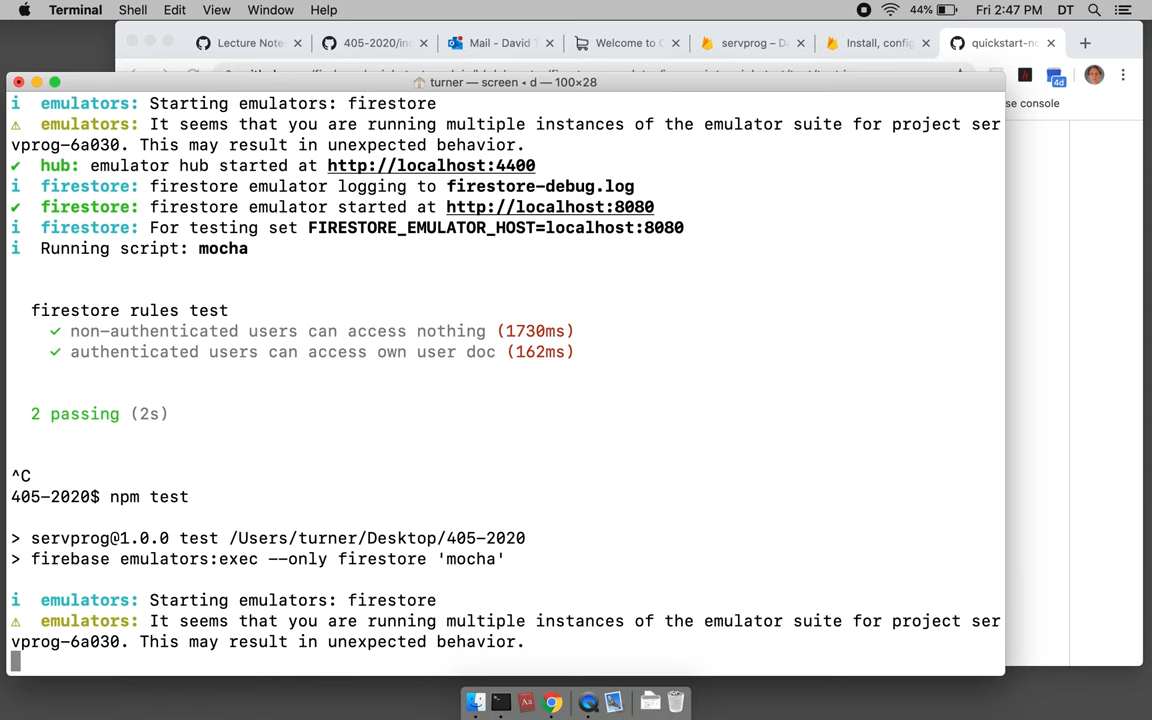 Terminal Shell Edit View Window Help 44% Fri 2:47 PM DT
Lecture Note 405-2020/in Mail - David T Welcome to C servprog – D Install, config quickstart-n
turner — screen ◂ d — 100×28
se console
4d
i emulators: Starting emulators: firestore
⚠ emulators: It seems that you are running multiple instances of the emulator suite for project ser
vprog-6a030. This may result in unexpected behavior.
✔ hub: emulator hub started at http://localhost:4400
i firestore: firestore emulator logging to firestore-debug.log
✔ firestore: firestore emulator started at http://localhost:8080
i firestore: For testing set FIRESTORE_EMULATOR_HOST=localhost:8080
i Running script: mocha
firestore rules test
✓ non-authenticated users can access nothing (1730ms)
✓ authenticated users can access own user doc (162ms)
2 passing (2s)
^C
405-2020$ npm test
> servprog@1.0.0 test /Users/turner/Desktop/405-2020
> firebase emulators:exec --only firestore 'mocha'
i emulators: Starting emulators: firestore
⚠ emulators: It seems that you are running multiple instances of the emulator suite for project ser
vprog-6a030. This may result in unexpected behavior.